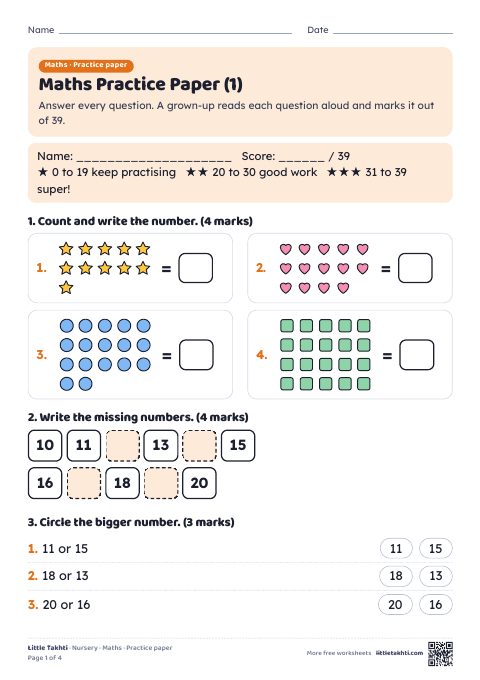 Name ____ Date ____
Maths · Practice paper
Maths Practice Paper (1)
Answer every question. A grown-up reads each question aloud and marks it out
of 39.
Name: ______________________ Score: ______ / 39
★ 0 to 19 keep practising ★★ 20 to 30 good work ★★★ 31 to 39
super!
1. Count and write the number. (4 marks)
1. =
2. =
3. =
4. =
2. Write the missing numbers. (4 marks)
10 11 13 15
16 18 20
3. Circle the bigger number. (3 marks)
1. 11 or 15 11 15
2. 18 or 13 18 13
3. 20 or 16 20 16
Little Takhti · Nursery · Maths · Practice paper
Page 1 of 4
More free worksheets littletakhti.com